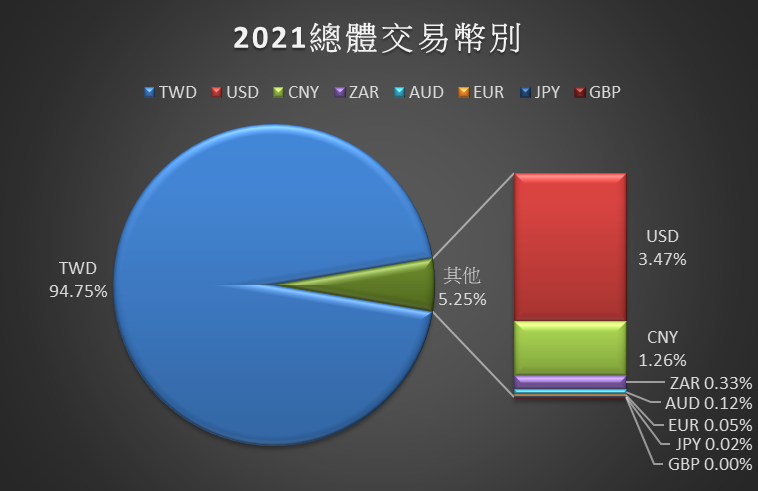 2021總體交易幣別
TWD USD CNY ZAR AUD EUR JPY GBP
TWD
94.75%
其他
5.25%
USD
3.47%
CNY
1.26%
ZAR 0.33%
AUD 0.12%
EUR 0.05%
JPY 0.02%
GBP 0.00%